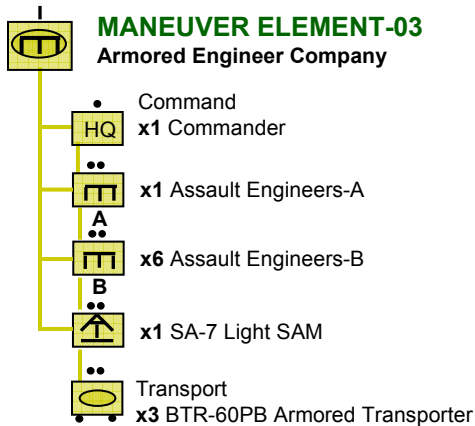 MANEUVER ELEMENT-03
Armored Engineer Company
Command
HQ x1 Commander
x1 Assault Engineers-A
A
x6 Assault Engineers-B
B
x1 SA-7 Light SAM
Transport
x3 BTR-60PB Armored Transporter